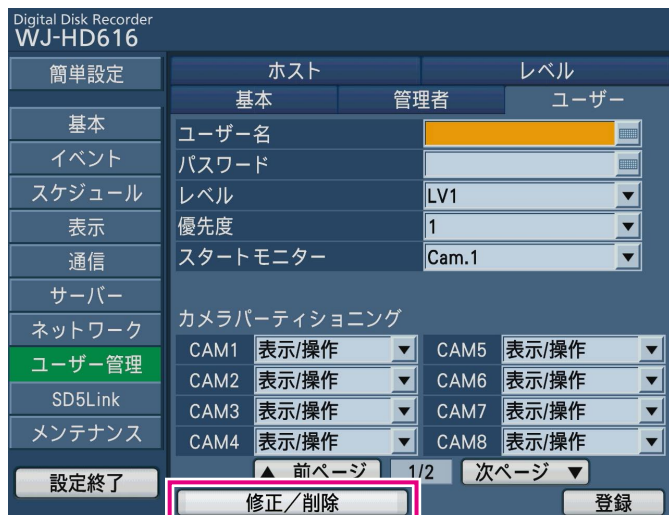 Digital Disk Recorder
WJ-HD616
簡単設定
基本
イベント
スケジュール
表示
通信
サーバー
ネットワーク
ユーザー管理
SD5Link
メンテナンス
設定終了
ホスト レベル
基本 管理者 ユーザー
ユーザー名
パスワード
レベル LV1 ▼
優先度 1 ▼
スタートモニター Cam.1 ▼
カメラパーティショニング
CAM1 表示/操作 ▼ CAM5 表示/操作 ▼
CAM2 表示/操作 ▼ CAM6 表示/操作 ▼
CAM3 表示/操作 ▼ CAM7 表示/操作 ▼
CAM4 表示/操作 ▼ CAM8 表示/操作 ▼
▲ 前ページ 1/2 次ページ ▼
修正／削除 登録